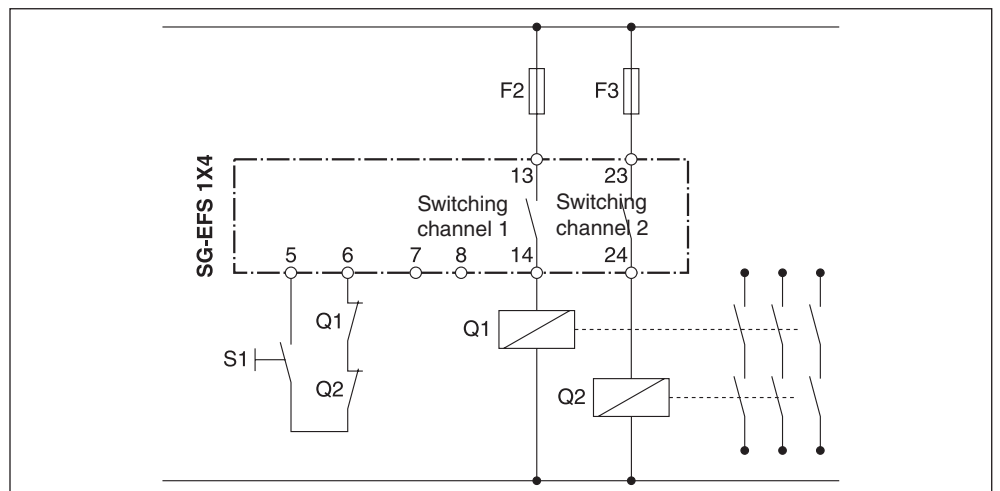 F2
F3
SG-EFS 1X4
13
23
Switching
channel 1
Switching
channel 2
5
6
7
8
14
24
Q1
Q1
S1
Q2
Q2